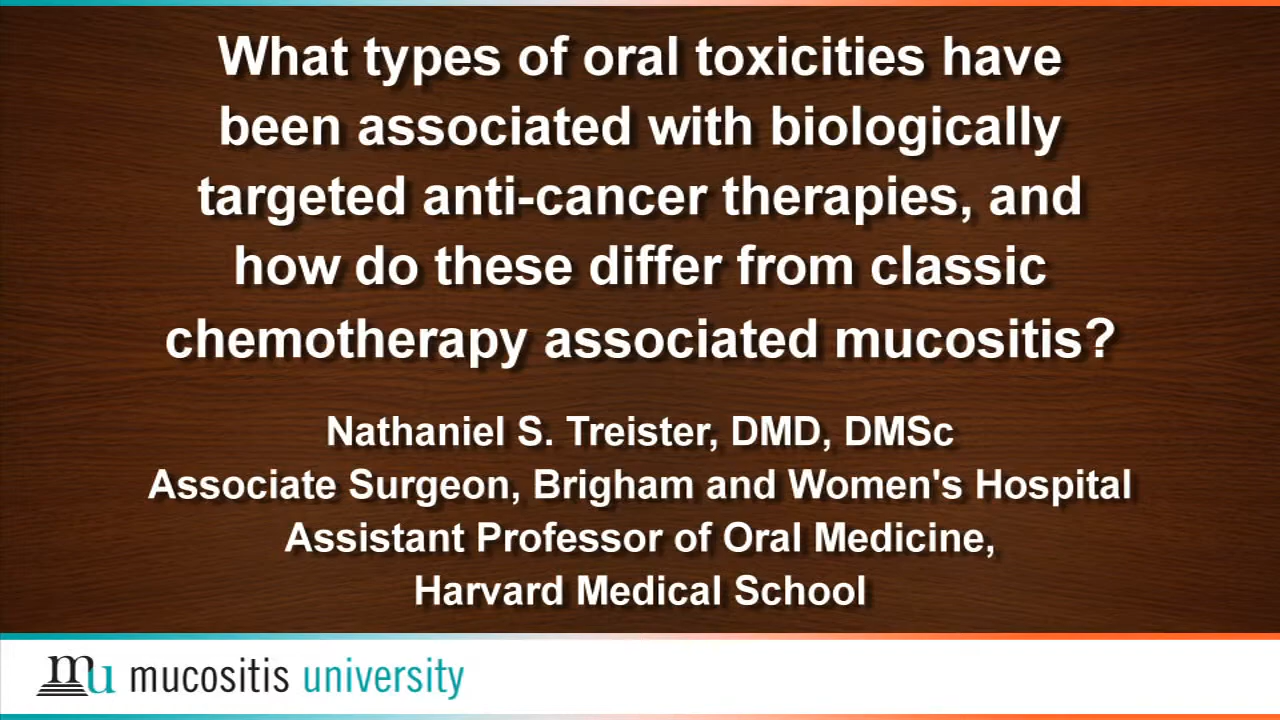 What types of oral toxicities have
been associated with biologically
targeted anti-cancer therapies, and
how do these differ from classic
chemotherapy associated mucositis?
Nathaniel S. Treister, DMD, DMSc
Associate Surgeon, Brigham and Women's Hospital
Assistant Professor of Oral Medicine,
Harvard Medical School
mu mucositis university